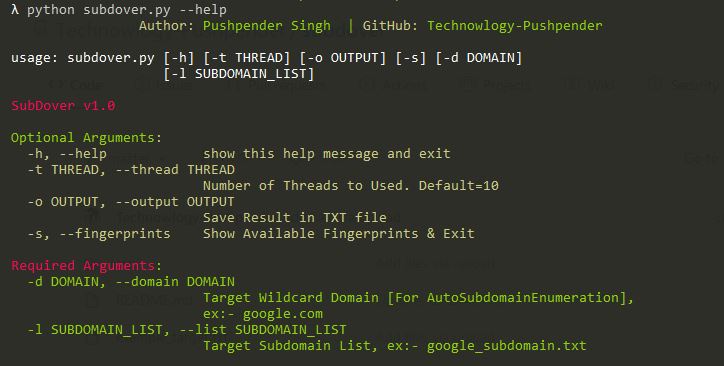 λ python subdover.py --help
Author: Pushpender Singh | GitHub: Technowlogy-Pushpender
usage: subdover.py [-h] [-t THREAD] [-o OUTPUT] [-s] [-d DOMAIN]
[-l SUBDOMAIN_LIST]
SubDover v1.0
Optional Arguments:
-h, --help show this help message and exit
-t THREAD, --thread THREAD
Number of Threads to Used. Default=10
-o OUTPUT, --output OUTPUT
Save Result in TXT file
-s, --fingerprints Show Available Fingerprints & Exit
Required Arguments:
-d DOMAIN, --domain DOMAIN
Target Wildcard Domain [For AutoSubdomainEnumeration],
ex:- google.com
-l SUBDOMAIN_LIST, --list SUBDOMAIN_LIST
Target Subdomain List, ex:- google_subdomain.txt